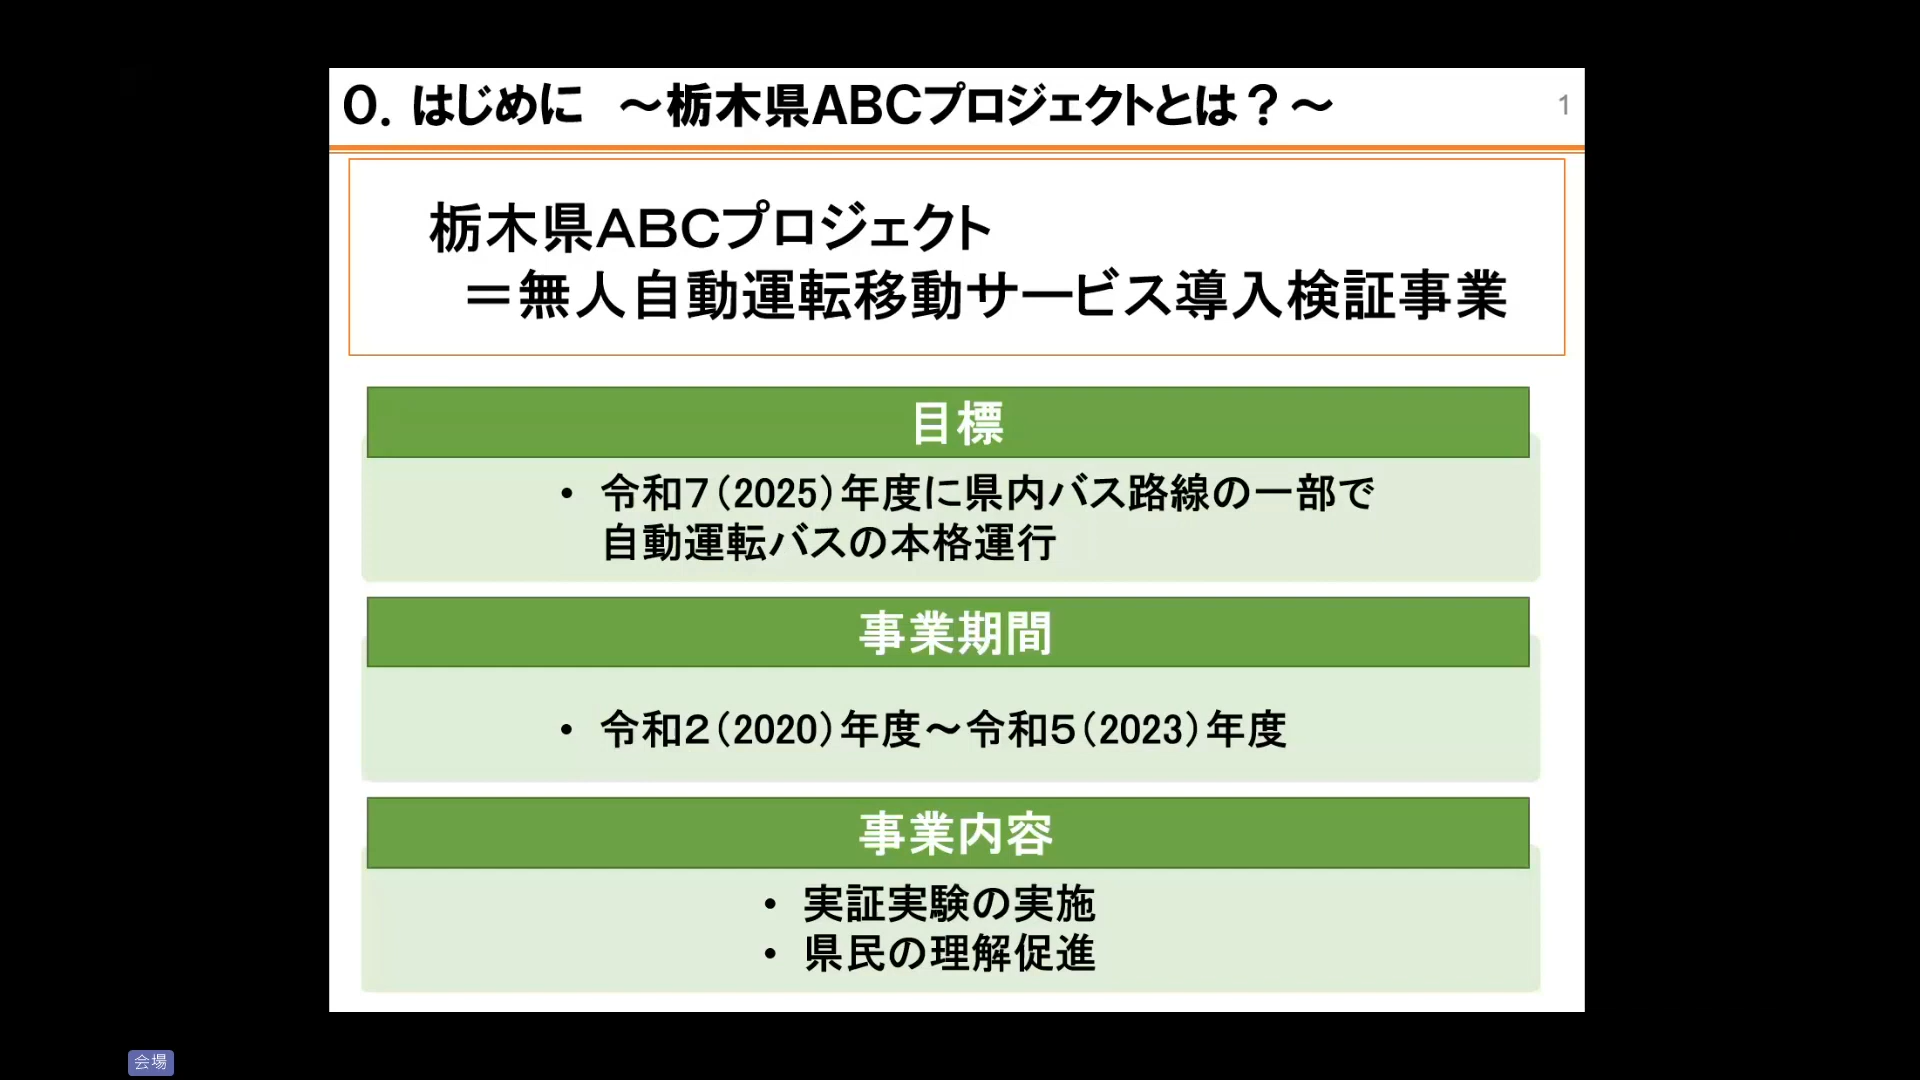 ０．はじめに　～栃木県ABCプロジェクトとは？～
1
栃木県ＡＢＣプロジェクト
＝無人自動運転移動サービス導入検証事業
目標
• 令和７（2025）年度に県内バス路線の一部で
自動運転バスの本格運行
事業期間
• 令和２（2020）年度～令和５（2023）年度
事業内容
• 実証実験の実施
• 県民の理解促進
会場